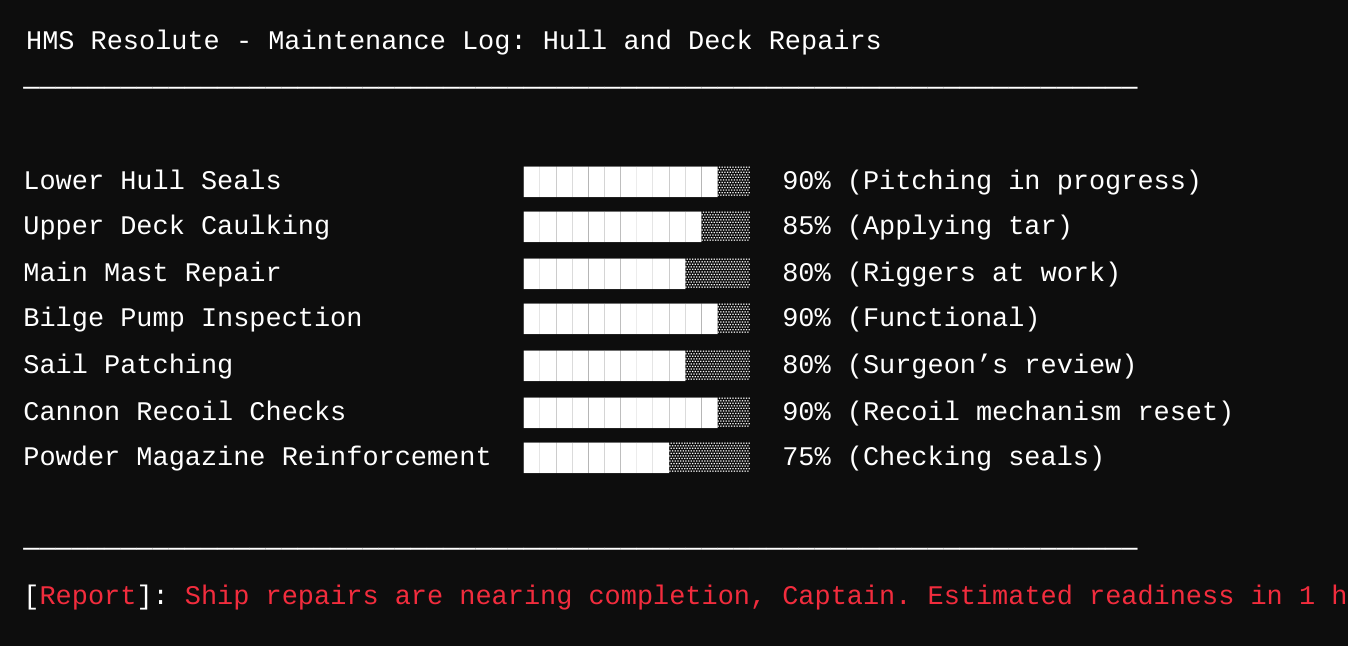 HMS Resolute - Maintenance Log: Hull and Deck Repairs
Lower Hull Seals 90% (Pitching in progress)
Upper Deck Caulking 85% (Applying tar)
Main Mast Repair 80% (Riggers at work)
Bilge Pump Inspection 90% (Functional)
Sail Patching 80% (Surgeon’s review)
Cannon Recoil Checks 90% (Recoil mechanism reset)
Powder Magazine Reinforcement 75% (Checking seals)
[Report]: Ship repairs are nearing completion, Captain. Estimated readiness in 1 h